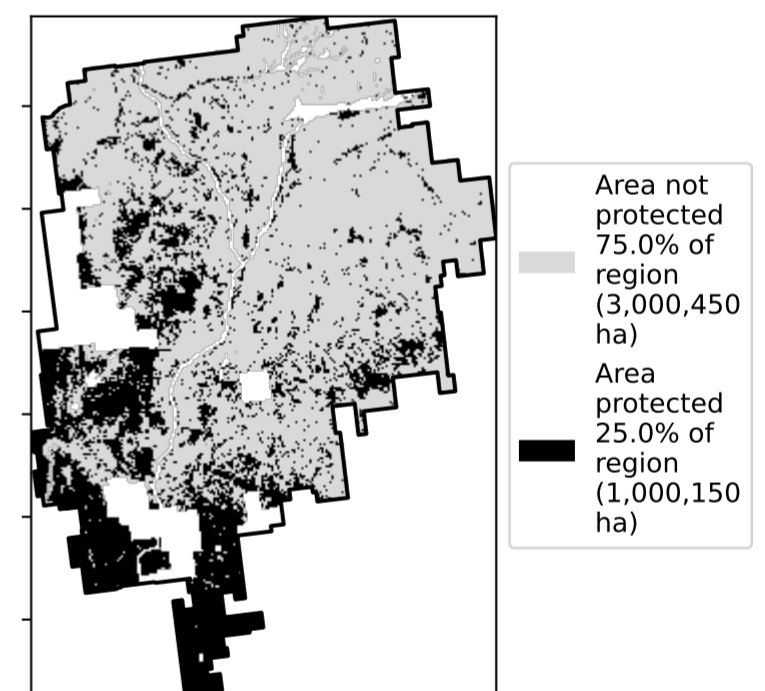 Area not
protected
75.0% of
region
(3,000,450
ha)
Area
protected
25.0% of
region
(1,000,150
ha)